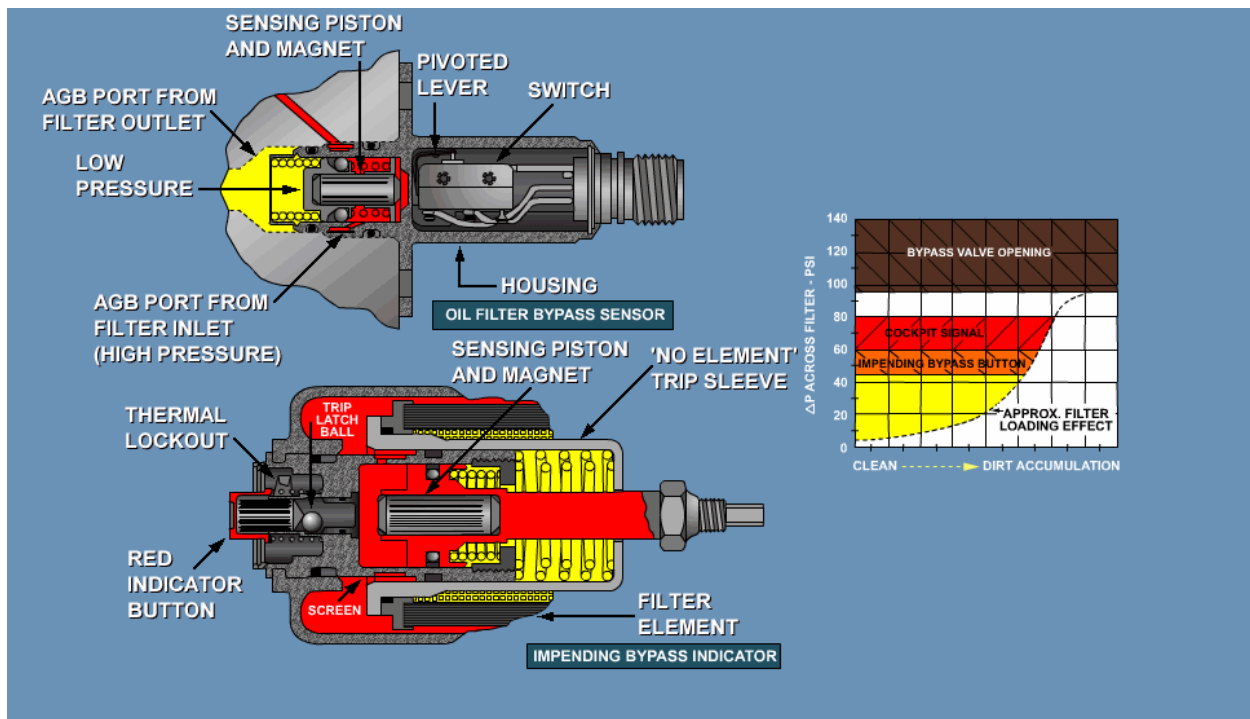 SENSING PISTON
AND MAGNET
PIVOTED
LEVER
SWITCH
AGB PORT FROM
FILTER OUTLET
LOW
PRESSURE
HOUSING
AGB PORT FROM
FILTER INLET
(HIGH PRESSURE)
OIL FILTER BYPASS SENSOR
SENSING PISTON
AND MAGNET
'NO ELEMENT'
TRIP SLEEVE
THERMAL
LOCKOUT
TRIP
LATCH
BALL
RED
INDICATOR
BUTTON
SCREEN
FILTER
ELEMENT
IMPENDING BYPASS INDICATOR
140
120
100
80
60
40
20
0
ΔP ACROSS FILTER - PSI
BYPASS VALVE OPENING
COCKPIT SIGNAL
IMPENDING BYPASS BUTTON
APPROX. FILTER
LOADING EFFECT
CLEAN DIRT ACCUMULATION